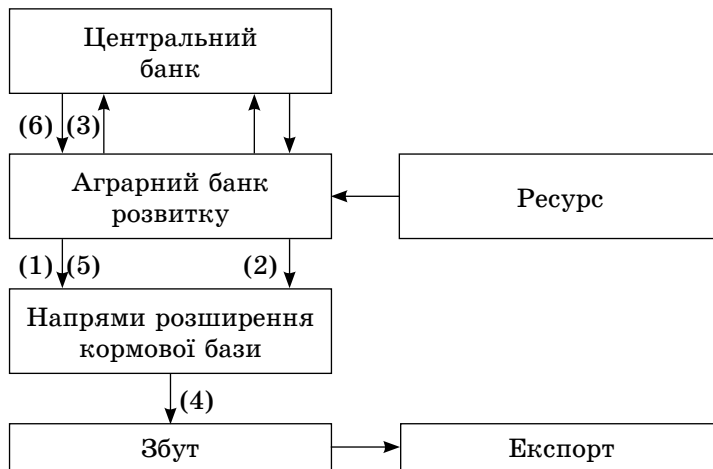 Центральний
банк
(6) (3)
Аграрний банк
розвитку
Ресурс
(1) (5) (2)
Напрями розширення
кормової бази
(4)
Збут
Експорт